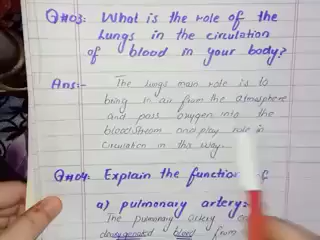 Q#03: What is the role of the
Lungs in the circulation
of blood in your body?
Ans:- The lungs main role is to
bring in air from the atmosphere
and pass oxygen into the
bloodstream and play role in
circulation in this way.
Q#04: Explain the function of
a) pulmonary artery:-
The pulmonary artery
deoxygenated blood from